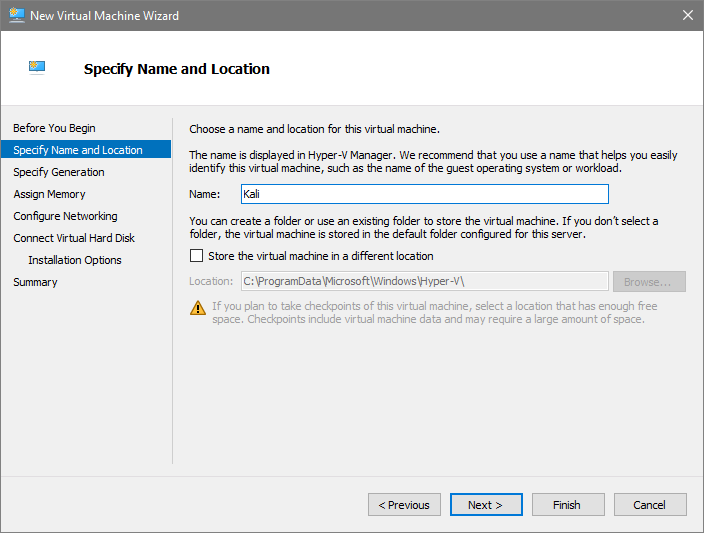 New Virtual Machine Wizard
Specify Name and Location
Before You Begin
Specify Name and Location
Specify Generation
Assign Memory
Configure Networking
Connect Virtual Hard Disk
Installation Options
Summary
Choose a name and location for this virtual machine.
The name is displayed in Hyper-V Manager. We recommend that you use a name that helps you easily
identify this virtual machine, such as the name of the guest operating system or workload.
Name: Kali
You can create a folder or use an existing folder to store the virtual machine. If you don't select a
folder, the virtual machine is stored in the default folder configured for this server.
Store the virtual machine in a different location
Location: C:\ProgramData\Microsoft\Windows\Hyper-V\ Browse...
If you plan to take checkpoints of this virtual machine, select a location that has enough free
space. Checkpoints include virtual machine data and may require a large amount of space.
< Previous Next > Finish Cancel